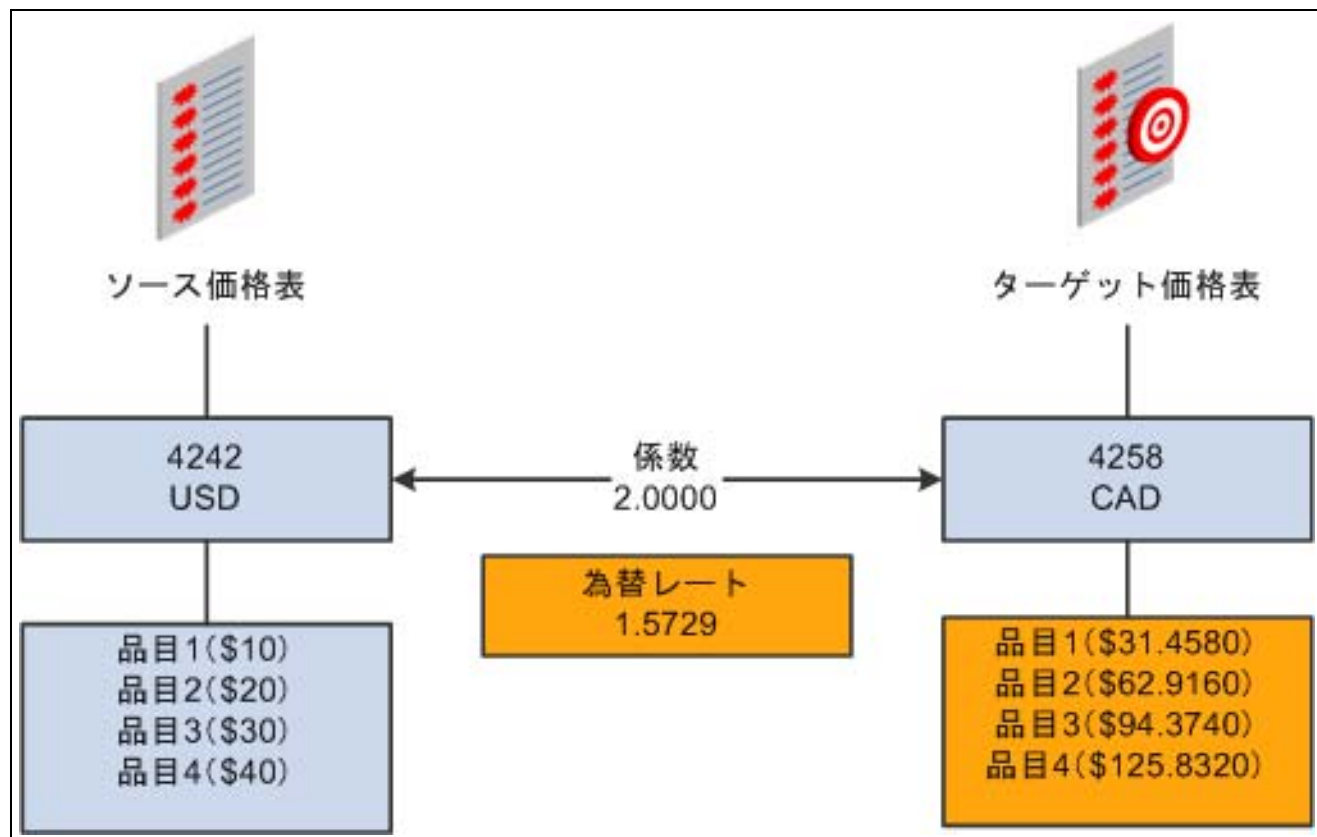 ソース価格表
ターゲット価格表
4242
USD
係数
2.0000
4258
CAD
為替レート
1.5729
品目1($10)
品目2($20)
品目3($30)
品目4($40)
品目1($31.4580)
品目2($62.9160)
品目3($94.3740)
品目4($125.8320)